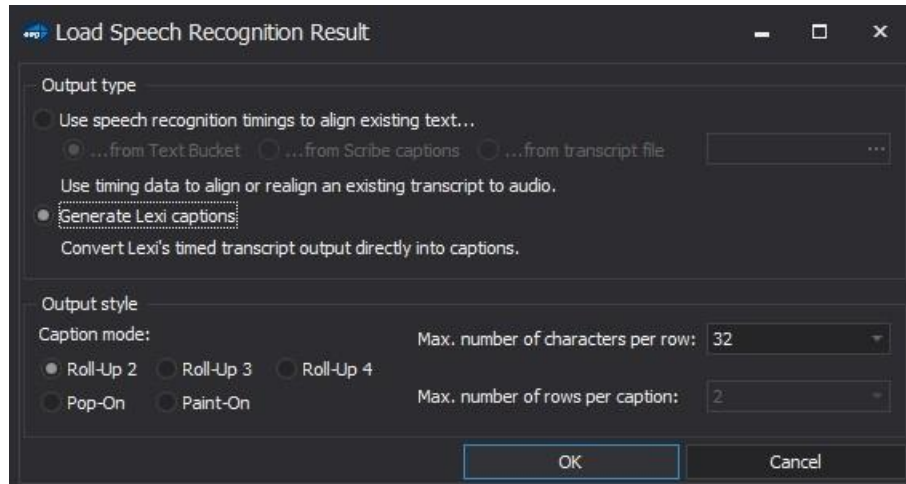 Load Speech Recognition Result
Output type
Use speech recognition timings to align existing text...
...from Text Bucket ...from Scribe captions ...from transcript file ...
Use timing data to align or realign an existing transcript to audio.
Generate Lexi captions
Convert Lexi's timed transcript output directly into captions.
Output style
Caption mode:
Max. number of characters per row: 32
Roll-Up 2 Roll-Up 3 Roll-Up 4
Pop-On Paint-On
Max. number of rows per caption: 2
OK Cancel